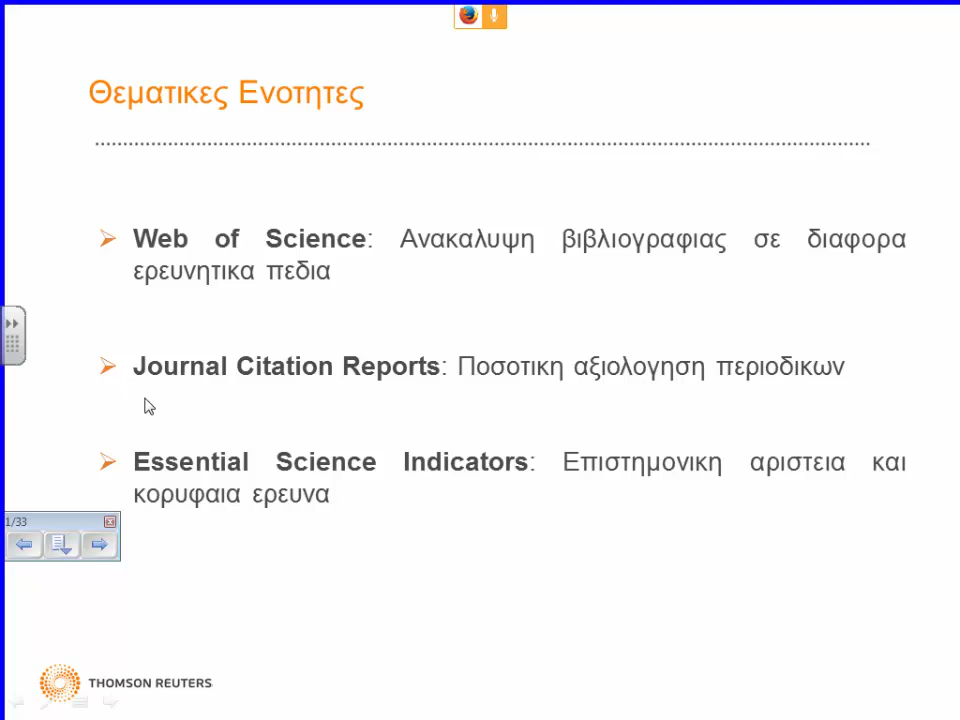 Θεματικες Ενοτητες
Web of Science: Ανακαλυψη βιβλιογραφιας σε διαφορα
ερευνητικα πεδια
Journal Citation Reports: Ποσοτικη αξιολογηση περιοδικων
Essential Science Indicators: Επιστημονικη αριστεια και
κορυφαια ερευνα
1/33
THOMSON REUTERS